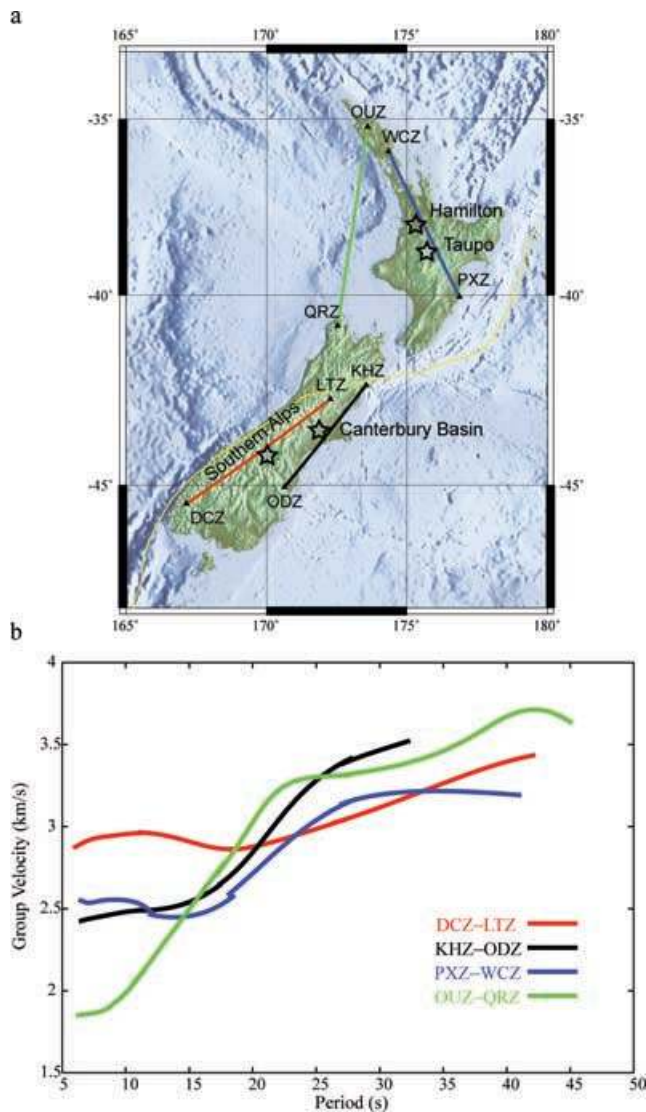 a
165° 170° 175° 180°
-35°
OUZ
WCZ
Hamilton
Taupo
PXZ
-40° -40°
QRZ
KHZ
LTZ
Southern Alps
Canterbury Basin
-45° -45°
ODZ
DCZ
165° 170° 175° 180°
b
4
3.5
3
2.5
2
1.5
Group Velocity (km/s)
DCZ-LTZ
KHZ-ODZ
PXZ-WCZ
OUZ-QRZ
5 10 15 20 25 30 35 40 45 50
Period (s)